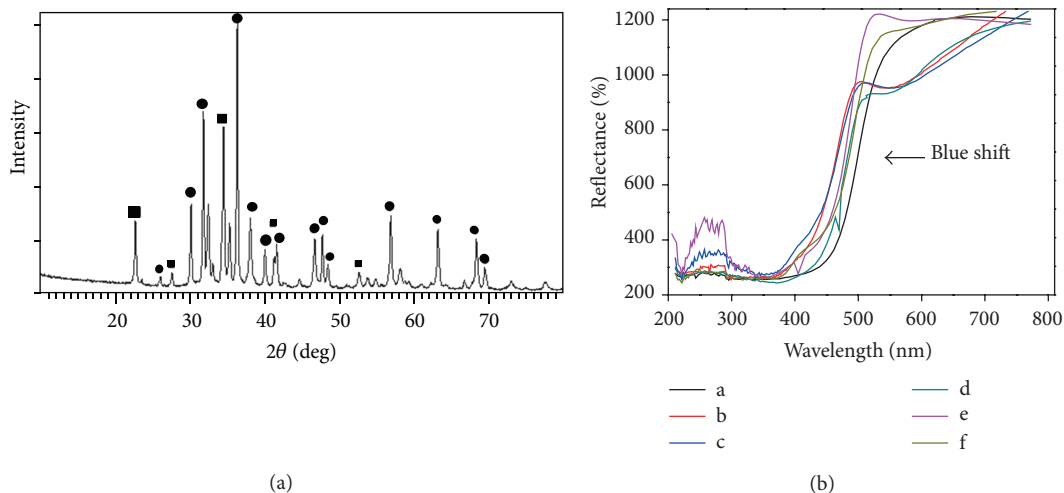 Intensity
20
30
40
50
60
70
2θ (deg)
(a)
1200
1000
800
600
400
200
Reflectance (%)
Blue shift
200
300
400
500
600
700
800
Wavelength (nm)
a
b
c
d
e
f
(b)